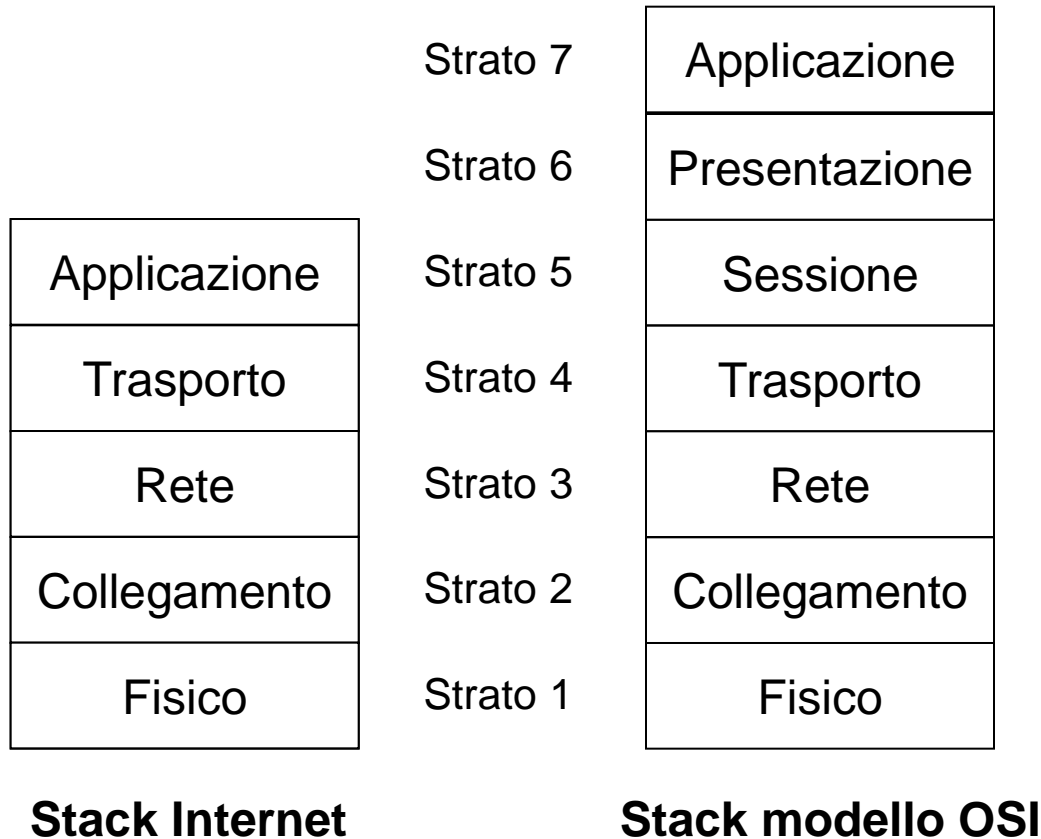 Strato 7 Applicazione
Strato 6 Presentazione
Applicazione Strato 5 Sessione
Trasporto Strato 4 Trasporto
Rete Strato 3 Rete
Collegamento Strato 2 Collegamento
Fisico Strato 1 Fisico
Stack Internet Stack modello OSI